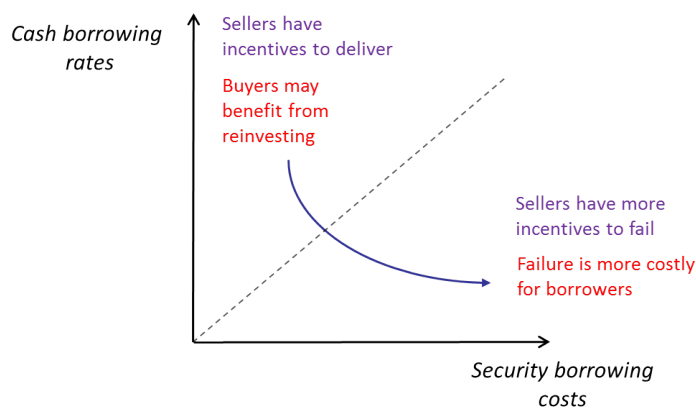 Cash borrowing
rates
Sellers have
incentives to deliver
Buyers may
benefit from
reinvesting
Sellers have more
incentives to fail
Failure is more costly
for borrowers
Security borrowing
costs